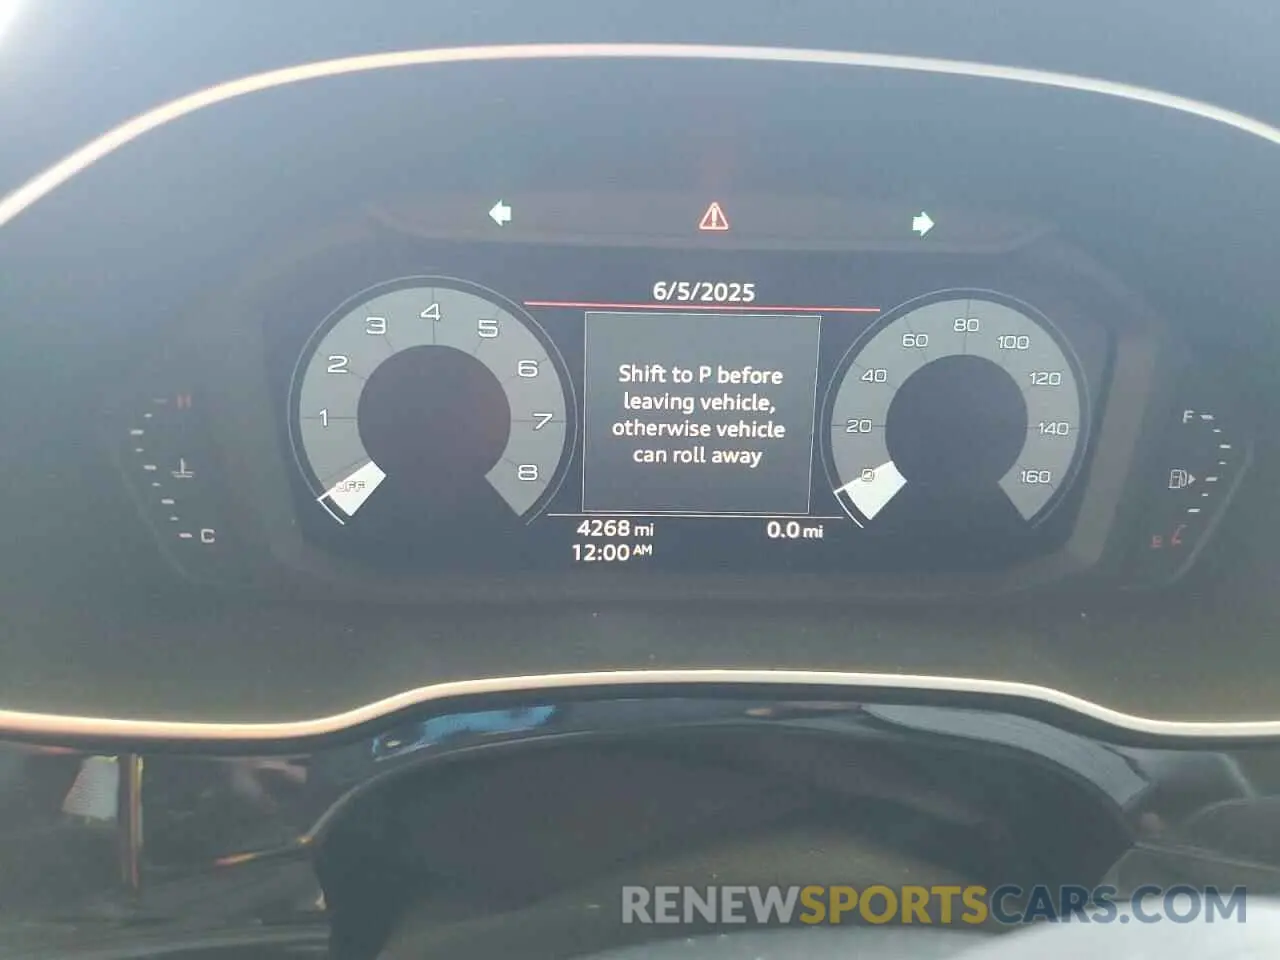 6/5/2025
Shift to P before
leaving vehicle,
otherwise vehicle
can roll away
4268 mi
0.0 mi
12:00 AM
OFF 1 2 3 4 5 6 7 8
0 20 40 60 80 100 120 140 160
H
C
F
RENEWSPORTSCARS.COM